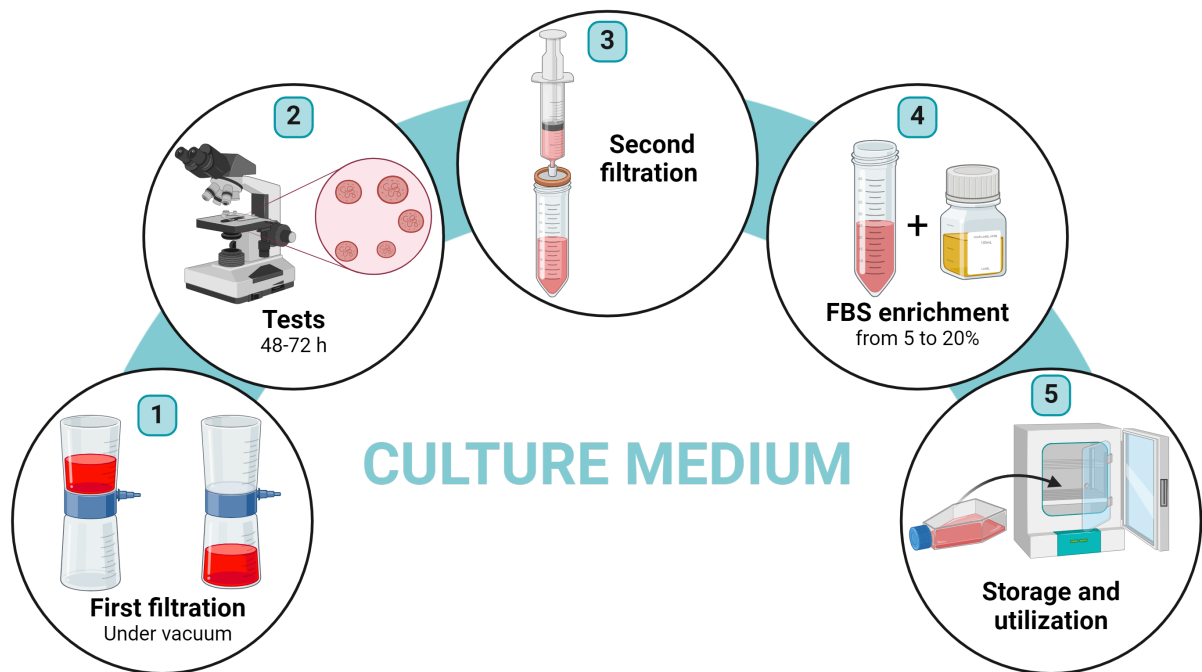 1
First filtration
Under vacuum
2
Tests
48-72 h
3
Second
filtration
4
+
FBS enrichment
from 5 to 20%
5
Storage and
utilization
CULTURE MEDIUM